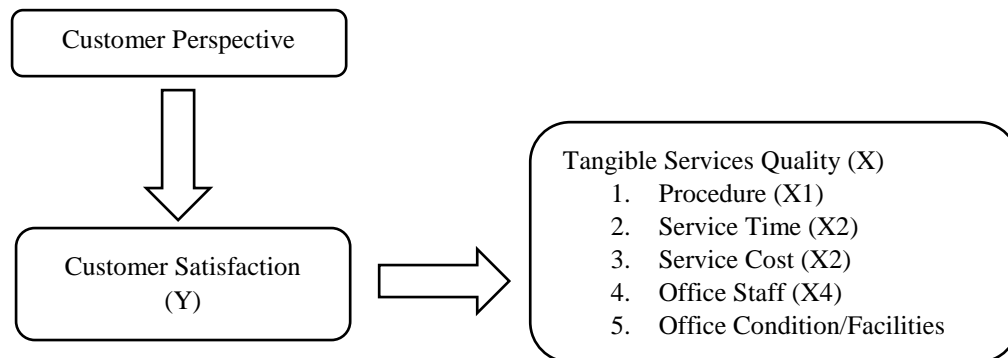 Customer Perspective
Customer Satisfaction
(Y)
Tangible Services Quality (X)
1. Procedure (X1)
2. Service Time (X2)
3. Service Cost (X2)
4. Office Staff (X4)
5. Office Condition/Facilities